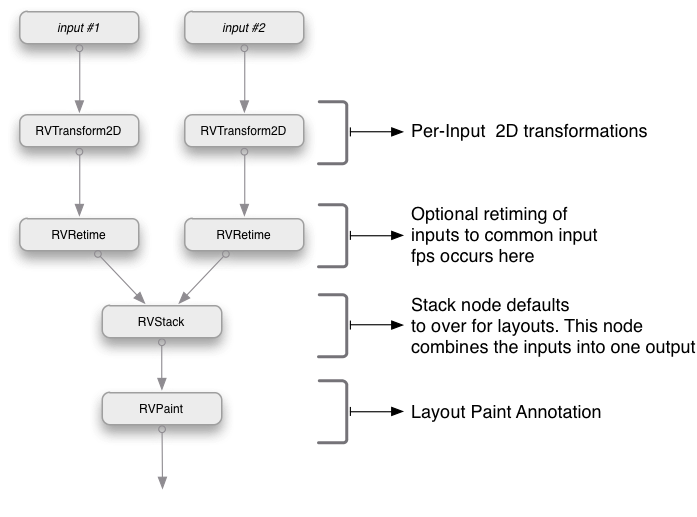 input #1
input #2
RVTransform2D
RVTransform2D
Per-Input 2D transformations
RVRetime
RVRetime
Optional retiming of
inputs to common input
fps occurs here
RVStack
Stack node defaults
to over for layouts. This node
combines the inputs into one output
RVPaint
Layout Paint Annotation